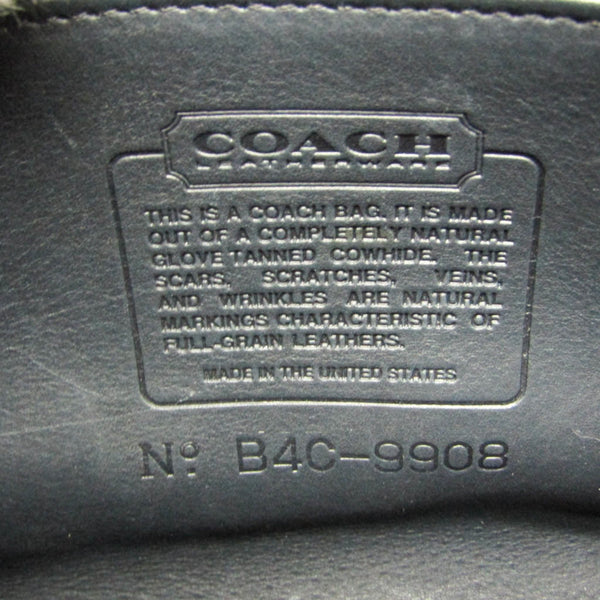 COACH
LEATHERWARE
THIS IS A COACH BAG. IT IS MADE
OUT OF A COMPLETELY NATURAL
GLOVE TANNED COWHIDE. THE
SCARS, SCRATCHES, VEINS,
AND WRINKLES ARE NATURAL
MARKINGS CHARACTERISTIC OF
FULL-GRAIN LEATHERS.
MADE IN THE UNITED STATES
Nº: B4C-9908